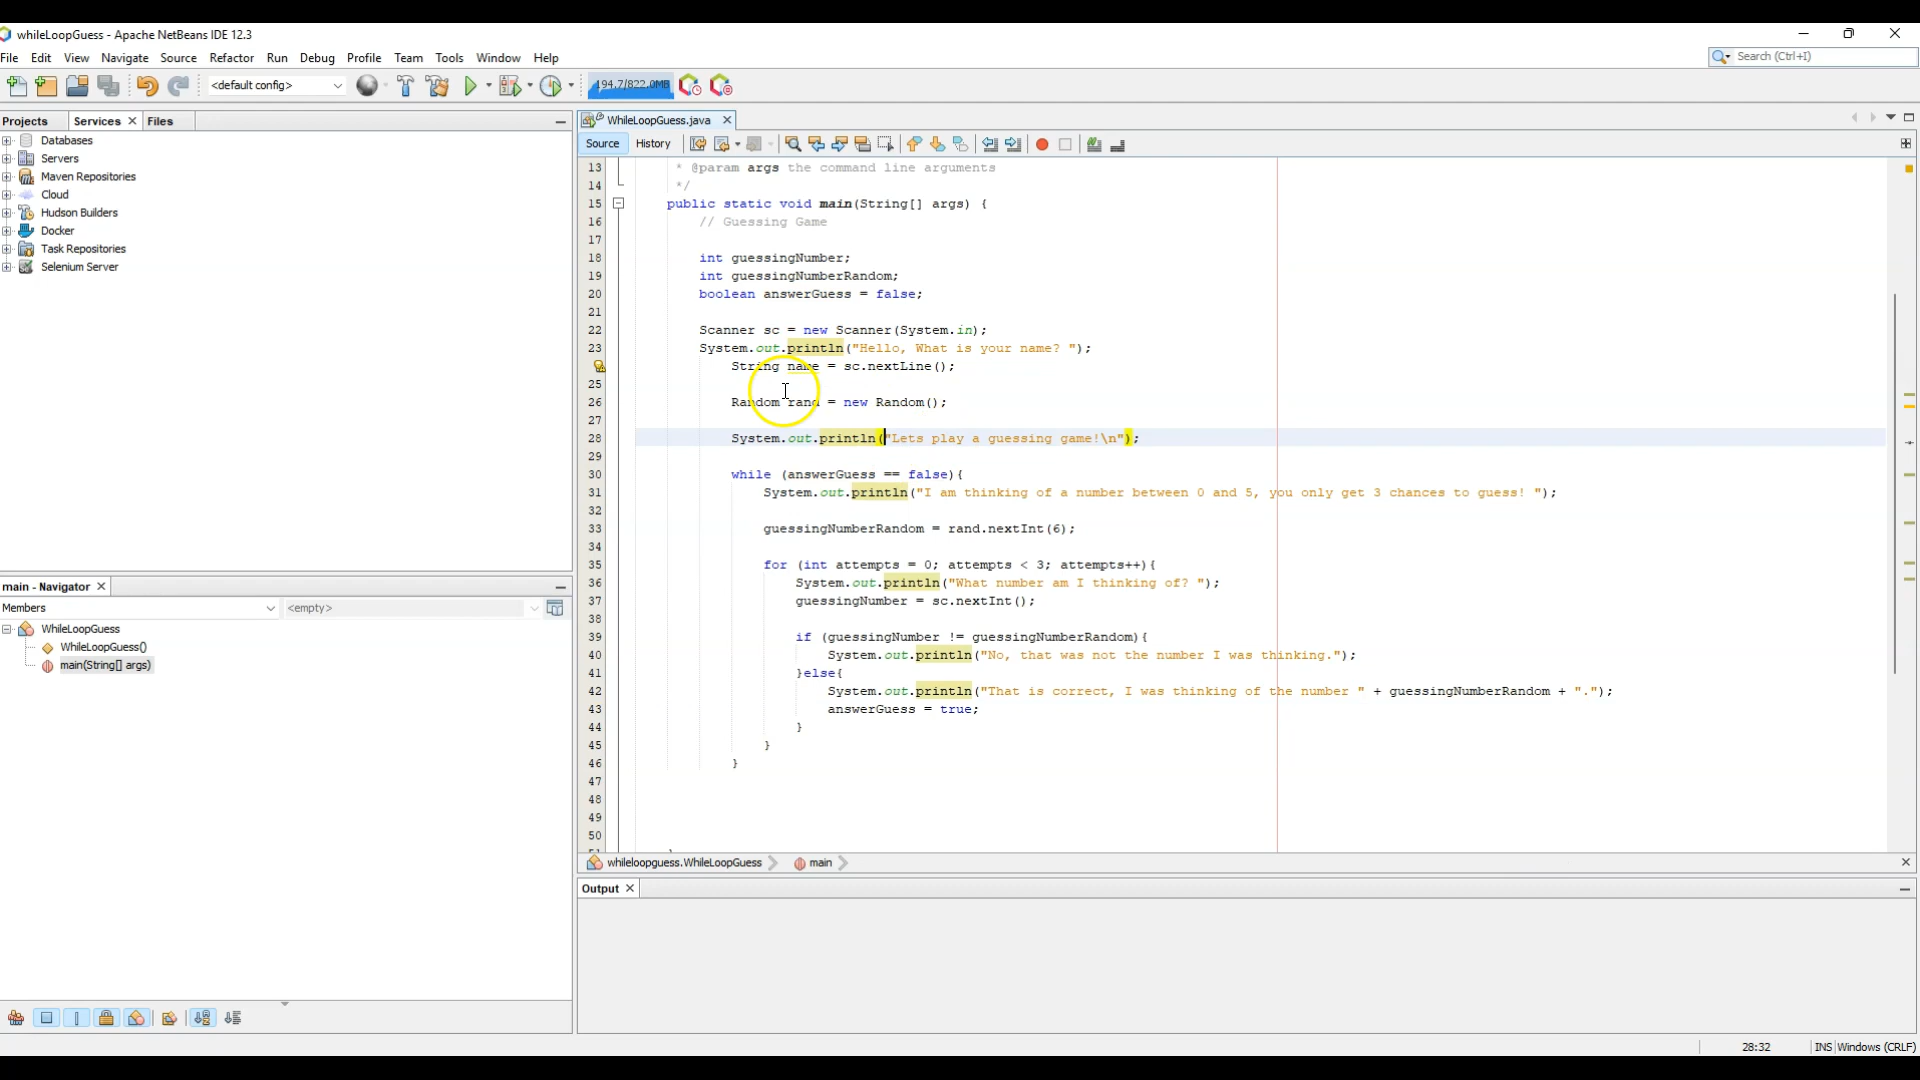 whileLoopGuess - Apache NetBeans IDE 12.3
File Edit View Navigate Source Refactor Run Debug Profile Team Tools Window Help
Search (Ctrl+I)
<default config>
194.7/822.0MB
Projects Services Files
WhileLoopGuess.java
Source History
Databases
Servers
Maven Repositories
Cloud
Hudson Builders
Docker
Task Repositories
Selenium Server
main - Navigator
Members <empty>
WhileLoopGuess
WhileLoopGuess()
main(String[] args)
13 * @param args the command line arguments
14 */
15 public static void main(String[] args) {
16 // Guessing Game
17
18 int guessingNumber;
19 int guessingNumberRandom;
20 boolean answerGuess = false;
21
22 Scanner sc = new Scanner(System.in);
23 System.out.println("Hello, What is your name? ");
String name = sc.nextLine();
25
26 Random rand = new Random();
27
28 System.out.println("Lets play a guessing game!\n");
29
30 while (answerGuess == false){
31 System.out.println("I am thinking of a number between 0 and 5, you only get 3 chances to guess! ");
32
33 guessingNumberRandom = rand.nextInt(6);
34
35 for (int attempts = 0; attempts < 3; attempts++){
36 System.out.println("What number am I thinking of? ");
37 guessingNumber = sc.nextInt();
38
39 if (guessingNumber != guessingNumberRandom){
40 System.out.println("No, that was not the number I was thinking.");
41 }else{
42 System.out.println("That is correct, I was thinking of the number " + guessingNumberRandom + ".");
43 answerGuess = true;
44 }
45 }
46 }
47
48
49
50
whileloopguess.WhileLoopGuess main
Output
28:32 INS Windows (CRLF)